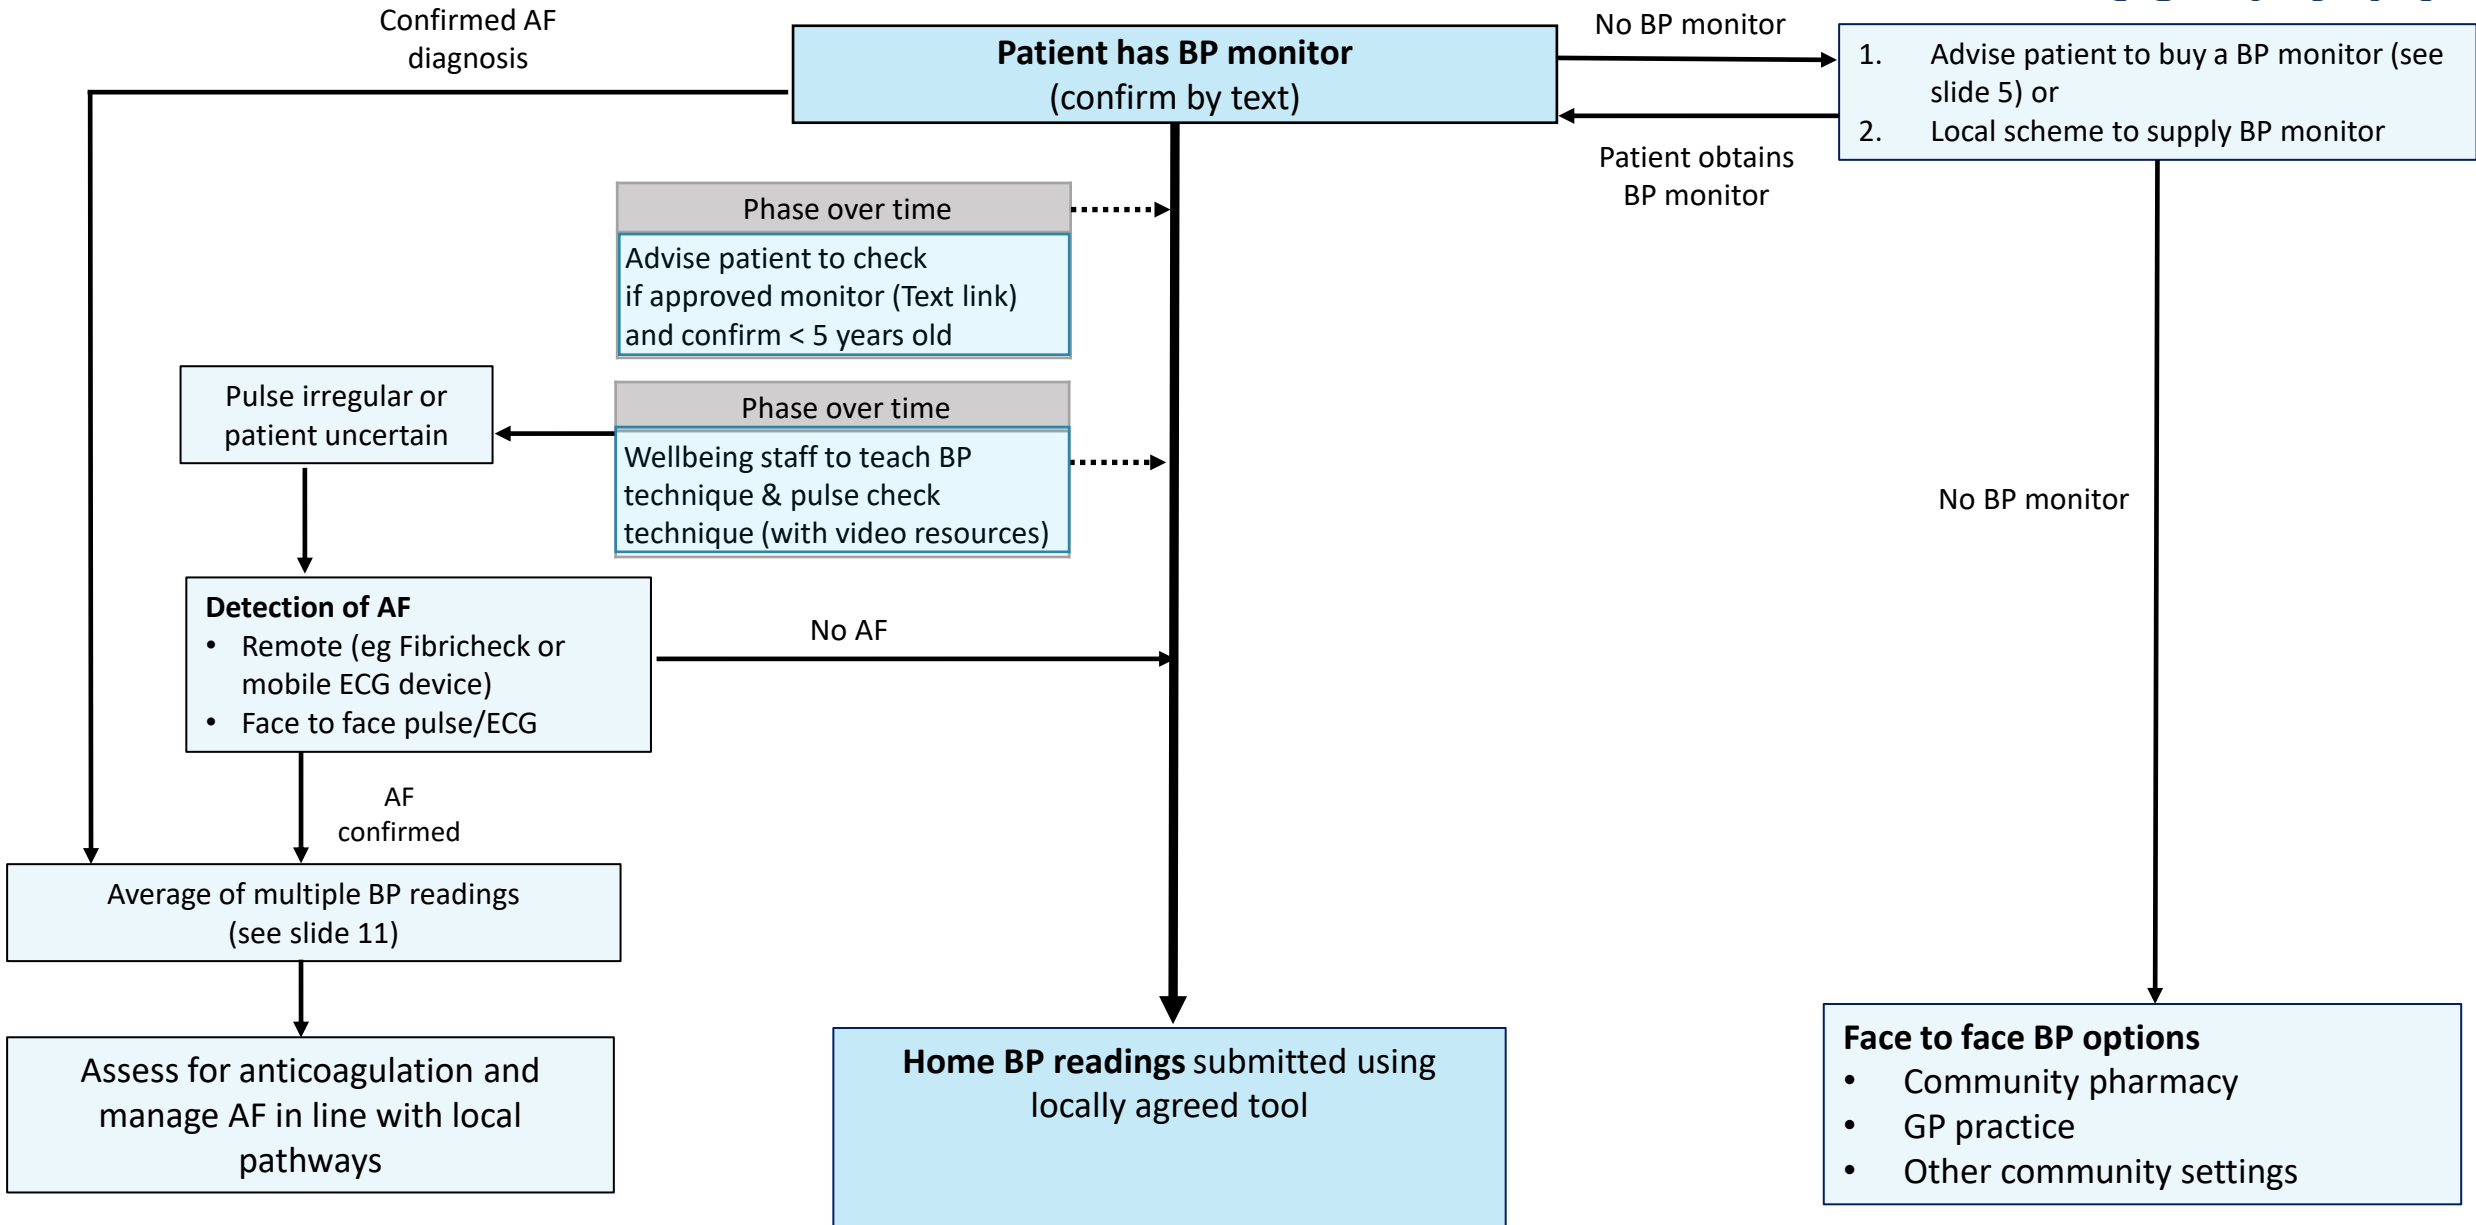 Confirmed AF
diagnosis
Patient has BP monitor
(confirm by text)
No BP monitor
1. Advise patient to buy a BP monitor (see
slide 5) or
2. Local scheme to supply BP monitor
Patient obtains
BP monitor
Phase over time
Advise patient to check
if approved monitor (Text link)
and confirm < 5 years old
Pulse irregular or
patient uncertain
Phase over time
Wellbeing staff to teach BP
technique & pulse check
technique (with video resources)
No BP monitor
Detection of AF
• Remote (eg Fibricheck or
mobile ECG device)
• Face to face pulse/ECG
No AF
AF
confirmed
Average of multiple BP readings
(see slide 11)
Assess for anticoagulation and
manage AF in line with local
pathways
Home BP readings submitted using
locally agreed tool
Face to face BP options
• Community pharmacy
• GP practice
• Other community settings